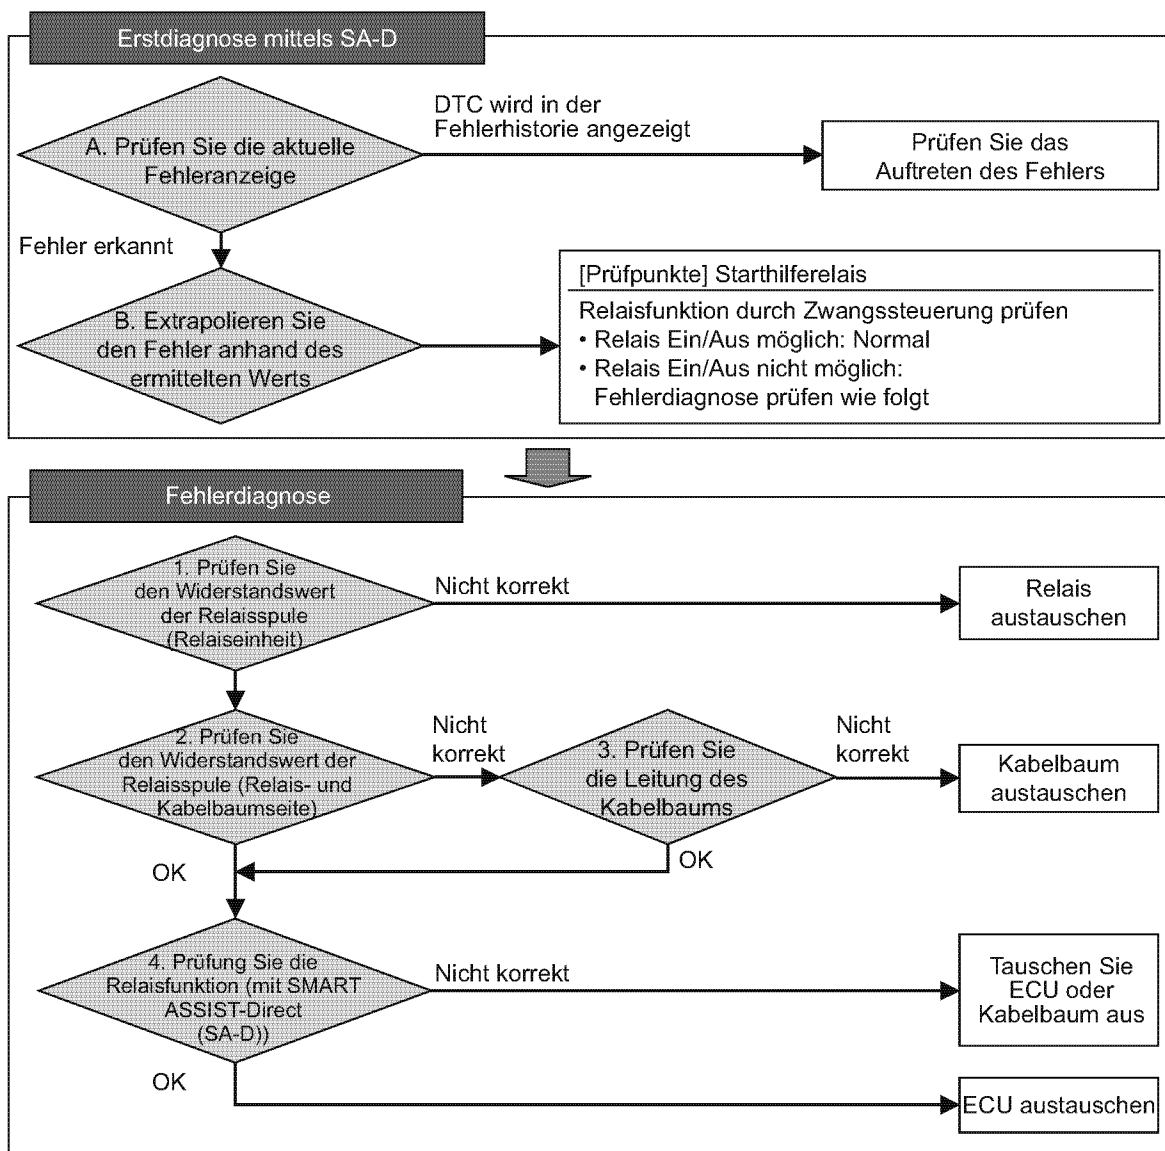 Erstdiagnose mittels SA-D
A. Prüfen Sie die aktuelle
Fehleranzeige
DTC wird in der
Fehlerhistorie angezeigt
Prüfen Sie das
Auftreten des Fehlers
Fehler erkannt
B. Extrapolieren Sie
den Fehler anhand des
ermittelten Werts
[Prüfpunkte] Starthilferelais
Relaisfunktion durch Zwangssteuerung prüfen
• Relais Ein/Aus möglich: Normal
• Relais Ein/Aus nicht möglich:
Fehlerdiagnose prüfen wie folgt
Fehlerdiagnose
1. Prüfen Sie
den Widerstandswert
der Relaisspule
(Relaiseinheit)
Nicht korrekt
Relais
austauschen
2. Prüfen Sie
den Widerstandswert der
Relaisspule (Relais- und
Kabelbaumseite)
Nicht
korrekt
3. Prüfen Sie
die Leitung des
Kabelbaums
Nicht
korrekt
Kabelbaum
austauschen
OK
OK
4. Prüfung Sie die
Relaisfunktion (mit SMART
ASSIST-Direct
(SA-D))
Nicht korrekt
Tauschen Sie
ECU oder
Kabelbaum aus
OK
ECU austauschen